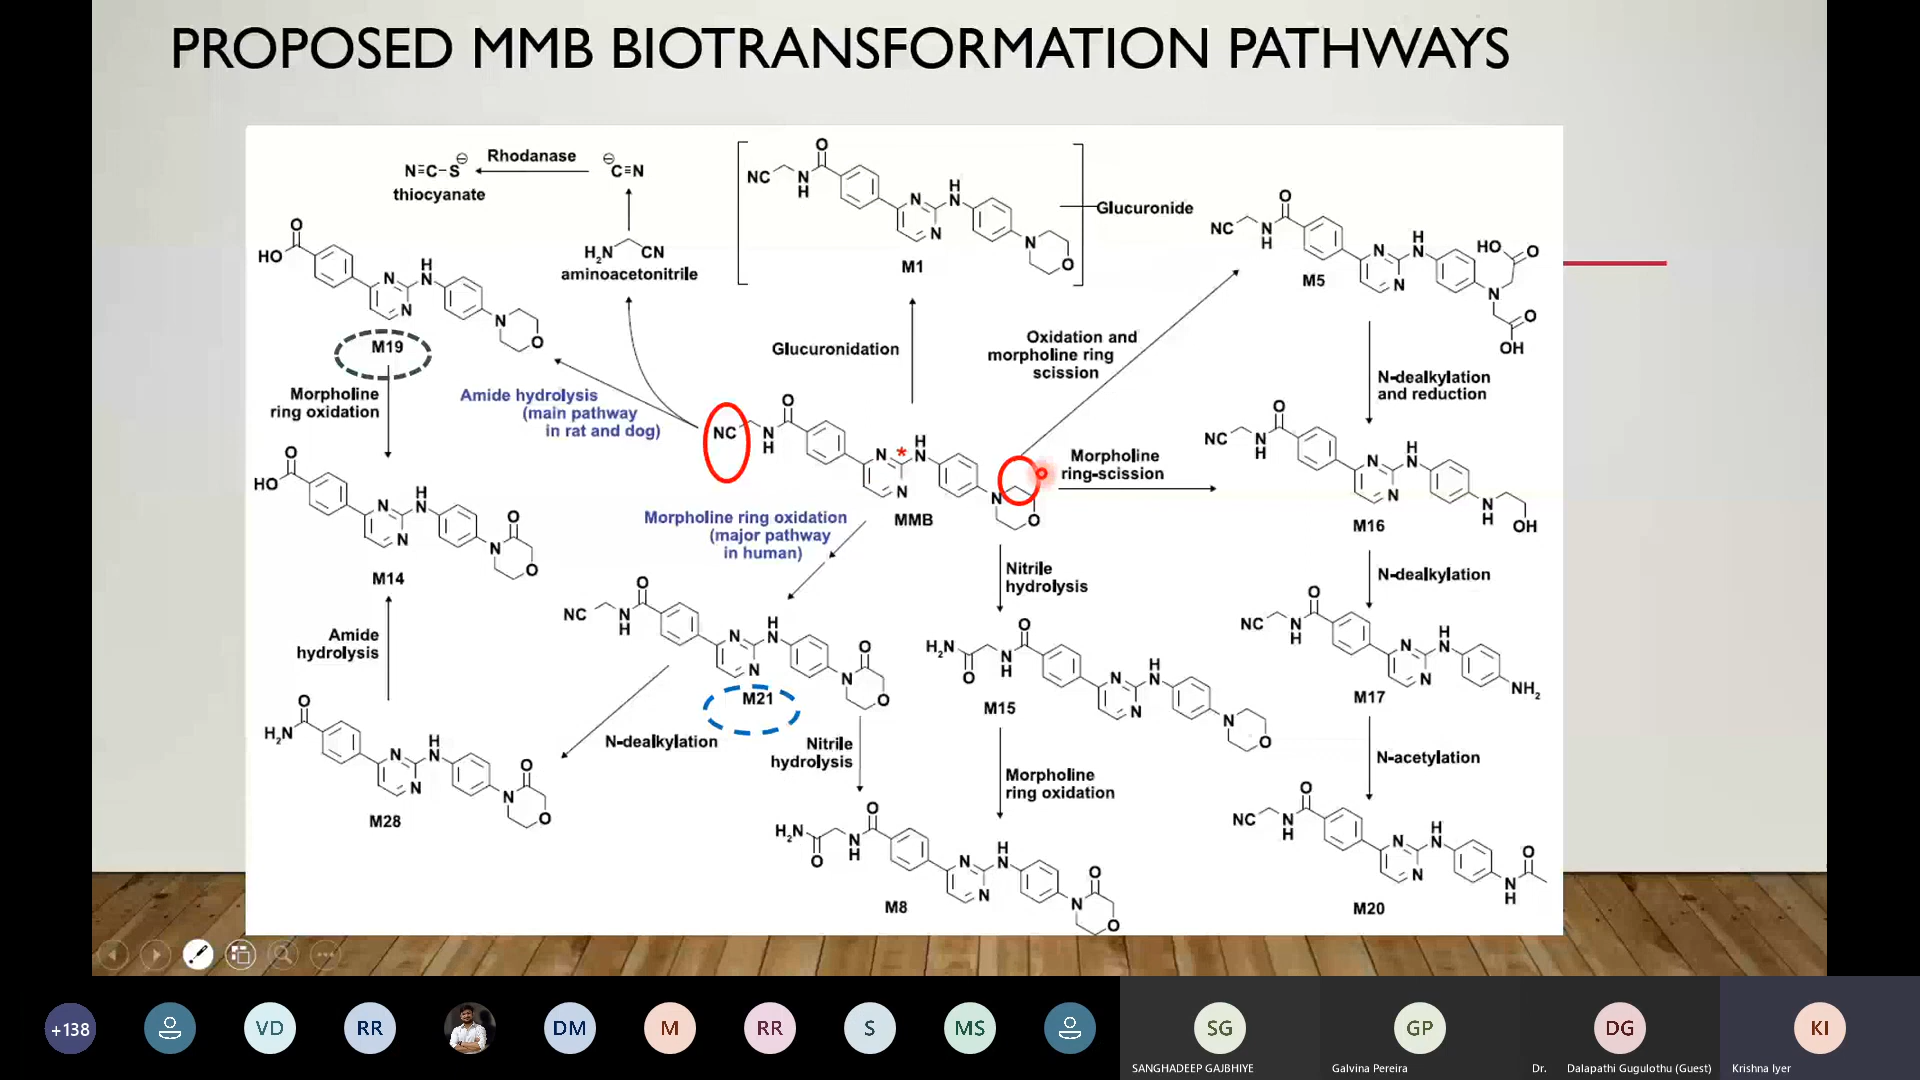 PROPOSED MMB BIOTRANSFORMATION PATHWAYS
N≡C-S⊖
thiocyanate
Rhodanase
⊖C≡N
H₂N CN
aminoacetonitrile
NC
O
N
H
N
N
H
N
N
O
M1
Glucuronide
NC
O
N
H
N
N
H
N
N
HO
O
O
OH
M5
O
HO
N
N
H
N
N
O
M19
Morpholine
ring oxidation
Amide hydrolysis
(main pathway
in rat and dog)
Glucuronidation
Oxidation and
morpholine ring
scission
N-dealkylation
and reduction
NC
O
N
H
N
*
N
H
N
N
O
MMB
Morpholine
ring-scission
NC
O
N
H
N
N
H
N
N
H
OH
M16
O
HO
N
N
H
N
N
O
O
M14
Morpholine ring oxidation
(major pathway
in human)
Nitrile
hydrolysis
N-dealkylation
NC
O
N
H
N
N
H
N
N
O
O
M21
H₂N
O
N
H
O
N
N
H
N
N
O
M15
NC
O
N
H
N
N
H
N
NH₂
M17
Amide
hydrolysis
O
H₂N
N
N
H
N
N
O
O
M28
N-dealkylation
Nitrile
hydrolysis
Morpholine
ring oxidation
N-acetylation
H₂N
O
N
H
O
N
N
H
N
N
O
O
M8
NC
O
N
H
N
N
H
N
N
H
O
M20
+138
VD
RR
DM
M
RR
S
MS
SG
GP
DG
KI
SANGHADEEP GAJBHIYE
Galvina Pereira
Dr. Dalapathi Gugulothu (Guest)
Krishna Iyer